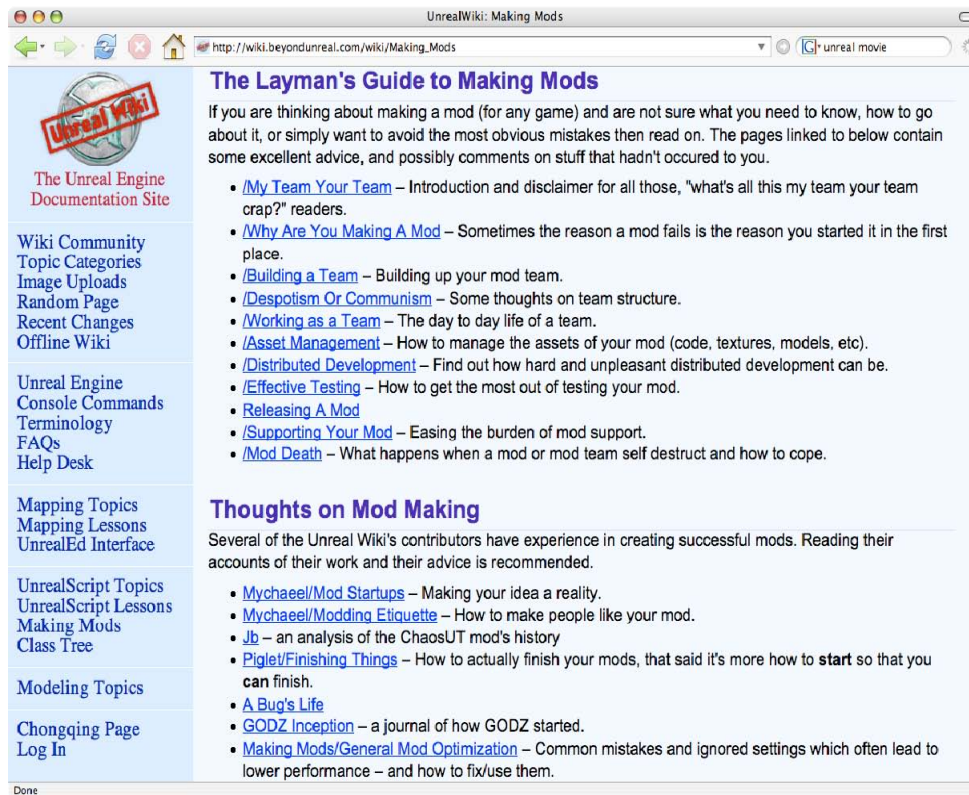 UnrealWiki: Making Mods
http://wiki.beyondunreal.com/wiki/Making_Mods
G unreal movie
Unreal Wiki
The Unreal Engine
Documentation Site
Wiki Community
Topic Categories
Image Uploads
Random Page
Recent Changes
Offline Wiki
Unreal Engine
Console Commands
Terminology
FAQs
Help Desk
Mapping Topics
Mapping Lessons
UnrealEd Interface
UnrealScript Topics
UnrealScript Lessons
Making Mods
Class Tree
Modeling Topics
Chongqing Page
Log In
The Layman's Guide to Making Mods
If you are thinking about making a mod (for any game) and are not sure what you need to know, how to go
about it, or simply want to avoid the most obvious mistakes then read on. The pages linked to below contain
some excellent advice, and possibly comments on stuff that hadn't occured to you.
• /My Team Your Team – Introduction and disclaimer for all those, "what's all this my team your team
crap?" readers.
• /Why Are You Making A Mod – Sometimes the reason a mod fails is the reason you started it in the first
place.
• /Building a Team – Building up your mod team.
• /Despotism Or Communism – Some thoughts on team structure.
• /Working as a Team – The day to day life of a team.
• /Asset Management – How to manage the assets of your mod (code, textures, models, etc).
• /Distributed Development – Find out how hard and unpleasant distributed development can be.
• /Effective Testing – How to get the most out of testing your mod.
• Releasing A Mod
• /Supporting Your Mod – Easing the burden of mod support.
• /Mod Death – What happens when a mod or mod team self destruct and how to cope.
Thoughts on Mod Making
Several of the Unreal Wiki's contributors have experience in creating successful mods. Reading their
accounts of their work and their advice is recommended.
• Mychaeel/Mod Startups – Making your idea a reality.
• Mychaeel/Modding Etiquette – How to make people like your mod.
• Jb – an analysis of the ChaosUT mod's history
• Piglet/Finishing Things – How to actually finish your mods, that said it's more how to start so that you
can finish.
• A Bug's Life
• GODZ Inception – a journal of how GODZ started.
• Making Mods/General Mod Optimization – Common mistakes and ignored settings which often lead to
lower performance – and how to fix/use them.
Done